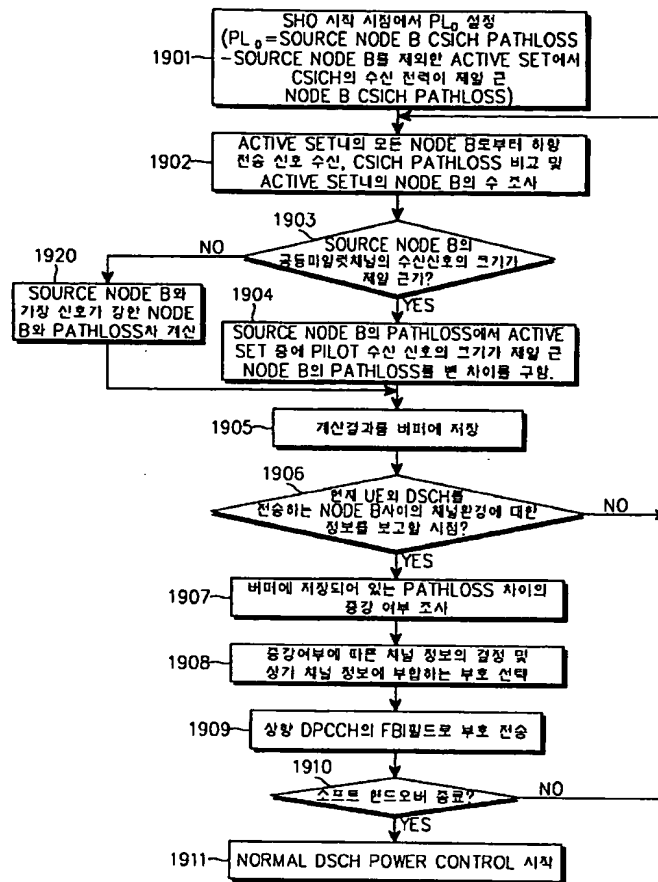 1901
SHO 시작 시점에서 PL₀ 설정
(PL₀=SOURCE NODE B CSICH PATHLOSS
-SOURCE NODE B를 제외한 ACTIVE SET에서
CSICH의 수신 전력이 제일 큰
NODE B CSICH PATHLOSS)
1902
ACTIVE SET내의 모든 NODE B로부터 하향
전송 신호 수신, CSICH PATHLOSS 비교 및
ACTIVE SET내의 NODE B의 수 조사
1903
SOURCE NODE B의
공통파일럿채널의 수신신호의 크기가
제일 큰가?
NO
YES
1920
SOURCE NODE B와
가장 신호가 강한 NODE
B와 PATHLOSS차 계산
1904
SOURCE NODE B의 PATHLOSS에서 ACTIVE
SET 중에 PILOT 수신 신호의 크기가 제일 큰
NODE B의 PATHLOSS를 뺀 차이를 구함.
1905
계산결과를 버퍼에 저장
1906
현재 UE와 DSCH를
전송하는 NODE B사이의 채널환경에 대한
정보를 보고할 시점?
NO
YES
1907
버퍼에 저장되어 있는 PATHLOSS 차이의
증감 여부 조사
1908
증감여부에 따른 채널 정보의 결정 및
상기 채널 정보에 부합하는 부호 선택
1909
상향 DPCCH의 FBI필드로 부호 전송
1910
소프트 핸드오버 종료?
NO
YES
1911
NORMAL DSCH POWER CONTROL 시작